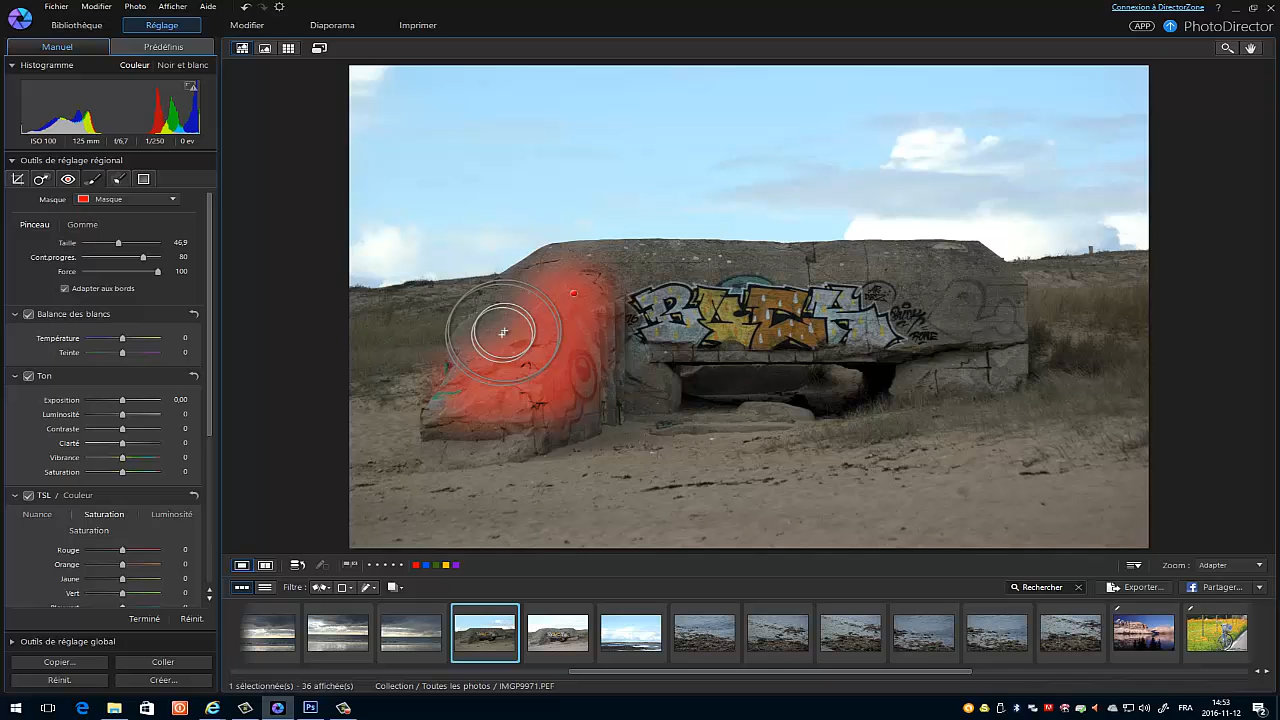 Fichier Modifier Photo Afficher Aide
Connexion à DirectorZone ?
Bibliothèque Réglage Modifier Diaporama Imprimer
APP PhotoDirector
Manuel Prédéfinis
Histogramme Couleur Noir et blanc
ISO 100 125 mm f/6,7 1/250 0 ev
Outils de réglage régional
Masque : Masque
Pinceau Gomme
Taille 46,9
Cont.progres. 80
Force 100
Adapter aux bords
Balance des blancs
Température 0
Teinte 0
Ton
Exposition 0,00
Luminosité 0
Contraste 0
Clarté 0
Vibrance 0
Saturation 0
TSL / Couleur
Nuance Saturation Luminosité
Saturation
Rouge 0
Orange 0
Jaune 0
Vert 0
Terminé Réinit.
Outils de réglage global
Copier... Coller
Réinit. Créer...
Zoom : Adapter
Filtre :
Rechercher
Exporter...
Partager...
1 sélectionnée(s) - 36 affichée(s) Collection / Toutes les photos / IMGP9971.PEF
FRA
14:53
2016-11-12